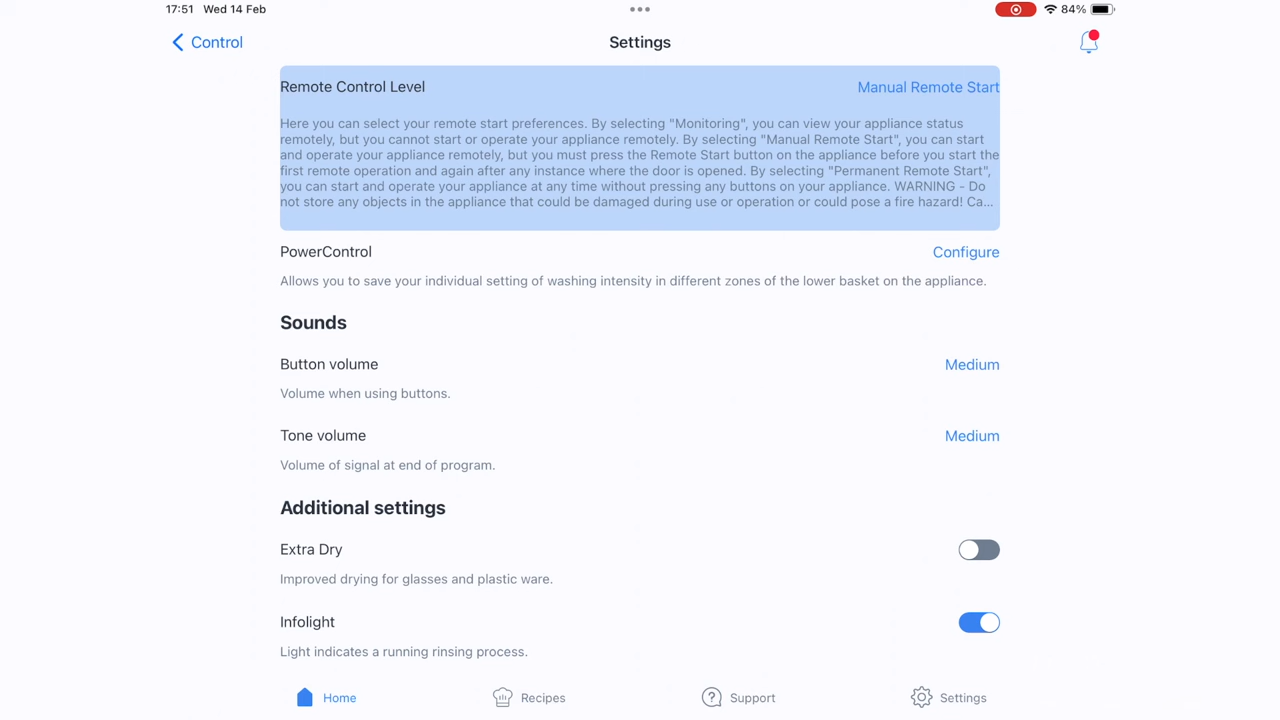 17:51 Wed 14 Feb
84%
Control
Settings
Remote Control Level
Manual Remote Start
Here you can select your remote start preferences. By selecting "Monitoring", you can view your appliance status
remotely, but you cannot start or operate your appliance remotely. By selecting "Manual Remote Start", you can start
and operate your appliance remotely, but you must press the Remote Start button on the appliance before you start the
first remote operation and again after any instance where the door is opened. By selecting "Permanent Remote Start",
you can start and operate your appliance at any time without pressing any buttons on your appliance. WARNING - Do
not store any objects in the appliance that could be damaged during use or operation or could pose a fire hazard! Ca...
PowerControl
Configure
Allows you to save your individual setting of washing intensity in different zones of the lower basket on the appliance.
Sounds
Button volume
Medium
Volume when using buttons.
Tone volume
Medium
Volume of signal at end of program.
Additional settings
Extra Dry
Improved drying for glasses and plastic ware.
Infolight
Light indicates a running rinsing process.
Home
Recipes
Support
Settings